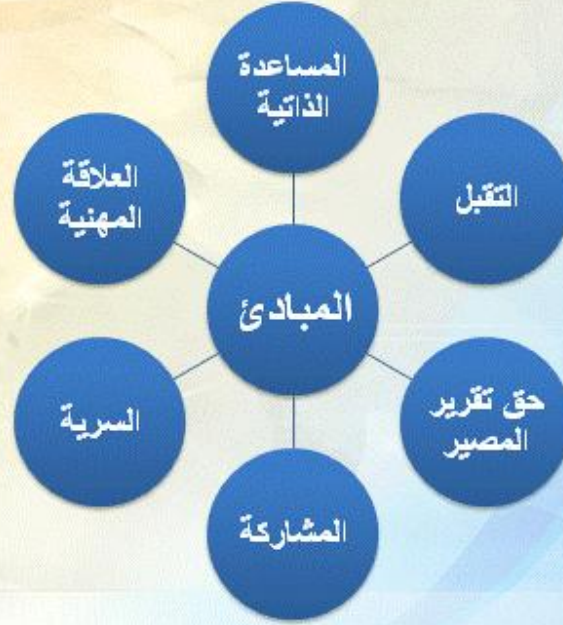 المساعدة
الذاتية
التقبل
العلاقة
المهنية
المبادئ
حق تقرير
المصير
السرية
المشاركة